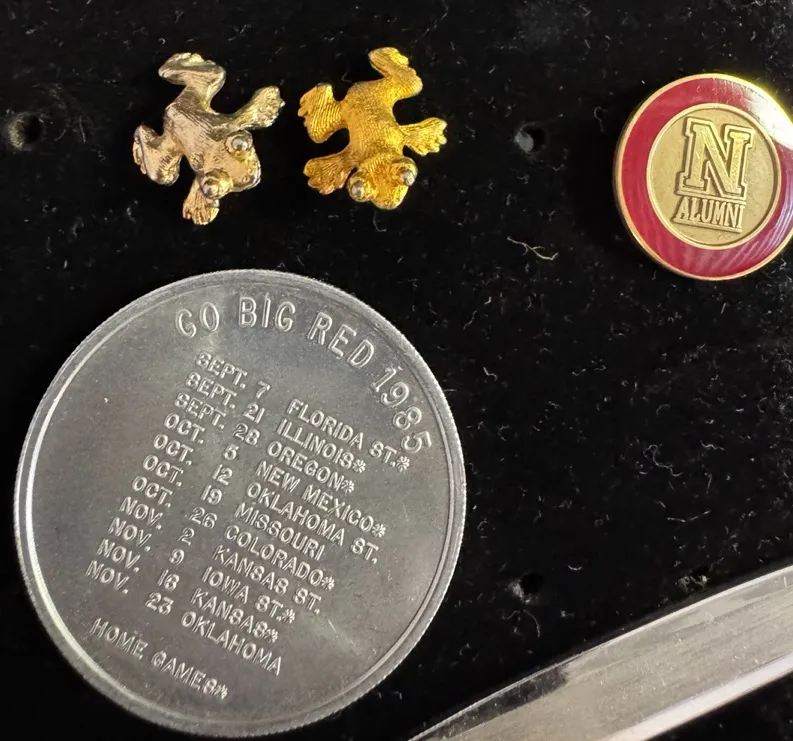 GO BIG RED 1985
SEPT. 7 FLORIDA ST.*
SEPT. 21 ILLINOIS*
SEPT. 28 OREGON*
OCT. 5 NEW MEXICO*
OCT. 12 OKLAHOMA ST.
OCT. 19 MISSOURI
OCT. 26 COLORADO*
NOV. 2 KANSAS ST.
NOV. 9 IOWA ST.*
NOV. 16 KANSAS*
NOV. 23 OKLAHOMA
HOME GAMES*
N
ALUMNI